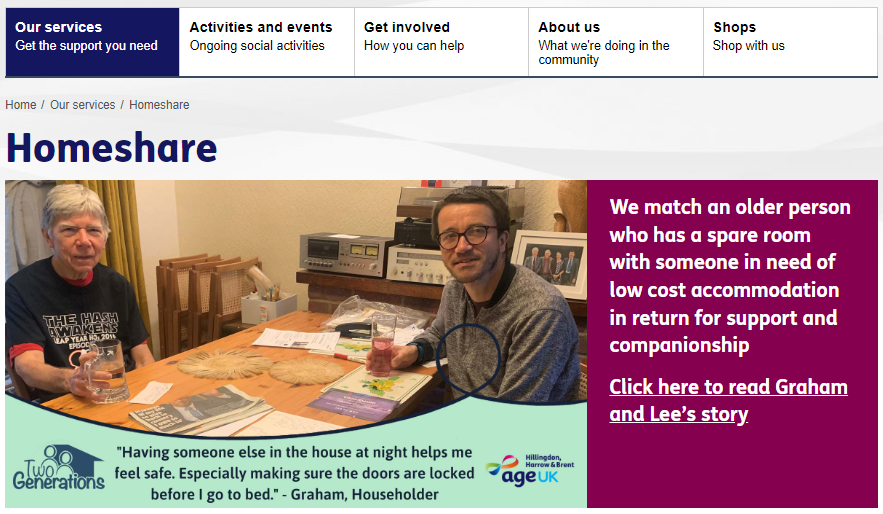 Our services
Get the support you need
Activities and events
Ongoing social activities
Get involved
How you can help
About us
What we're doing in the
community
Shops
Shop with us
Home / Our services / Homeshare
Homeshare
THE HASH
AWAKENS
We match an older person
who has a spare room
with someone in need of
low cost accommodation
in return for support and
companionship
Click here to read Graham
and Lee's story
Two
Generations
"Having someone else in the house at night helps me
feel safe. Especially making sure the doors are locked
before I go to bed." - Graham, Householder
Hillingdon,
Harrow & Brent
age UK